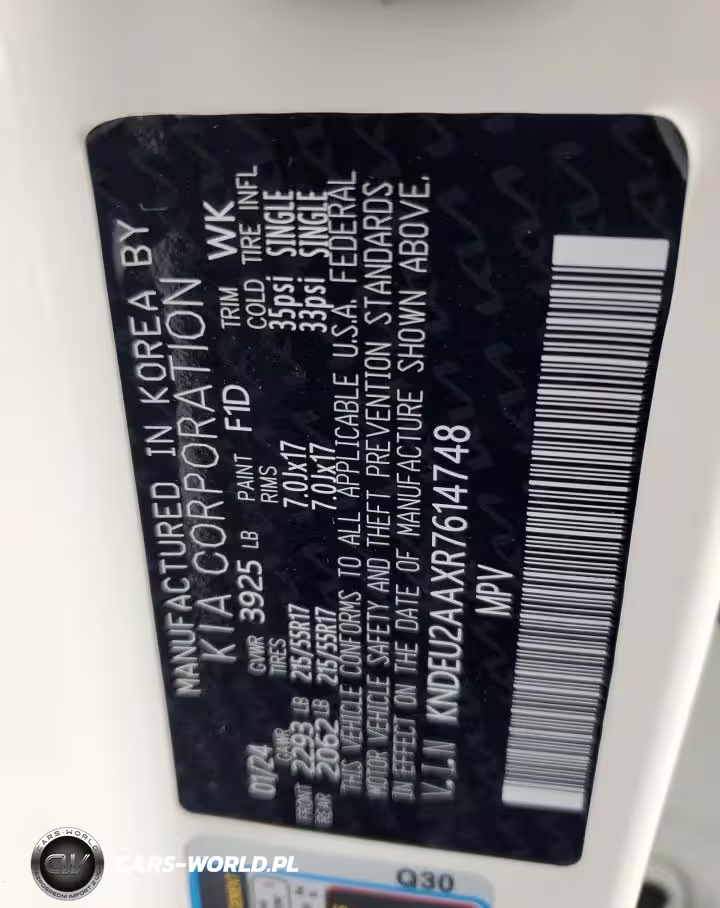 MANUFACTURED IN KOREA BY
KIA CORPORATION
01/24 GVWR 3925 LB PAINT F1D TRIM WK
GAWR TIRES RIMS COLD TIRE INFL
FRONT 2293 LB 215/55R17 7.0Jx17 35psi SINGLE
REAR 2062 LB 215/55R17 7.0Jx17 33psi SINGLE
THIS VEHICLE CONFORMS TO ALL APPLICABLE U.S.A. FEDERAL
MOTOR VEHICLE SAFETY AND THEFT PREVENTION STANDARDS
IN EFFECT ON THE DATE OF MANUFACTURE SHOWN ABOVE.
V.I.N KNDEU2AAXR7614748
MPV
Q30
CARS-WORLD
CW
CARS-WORLD.PL